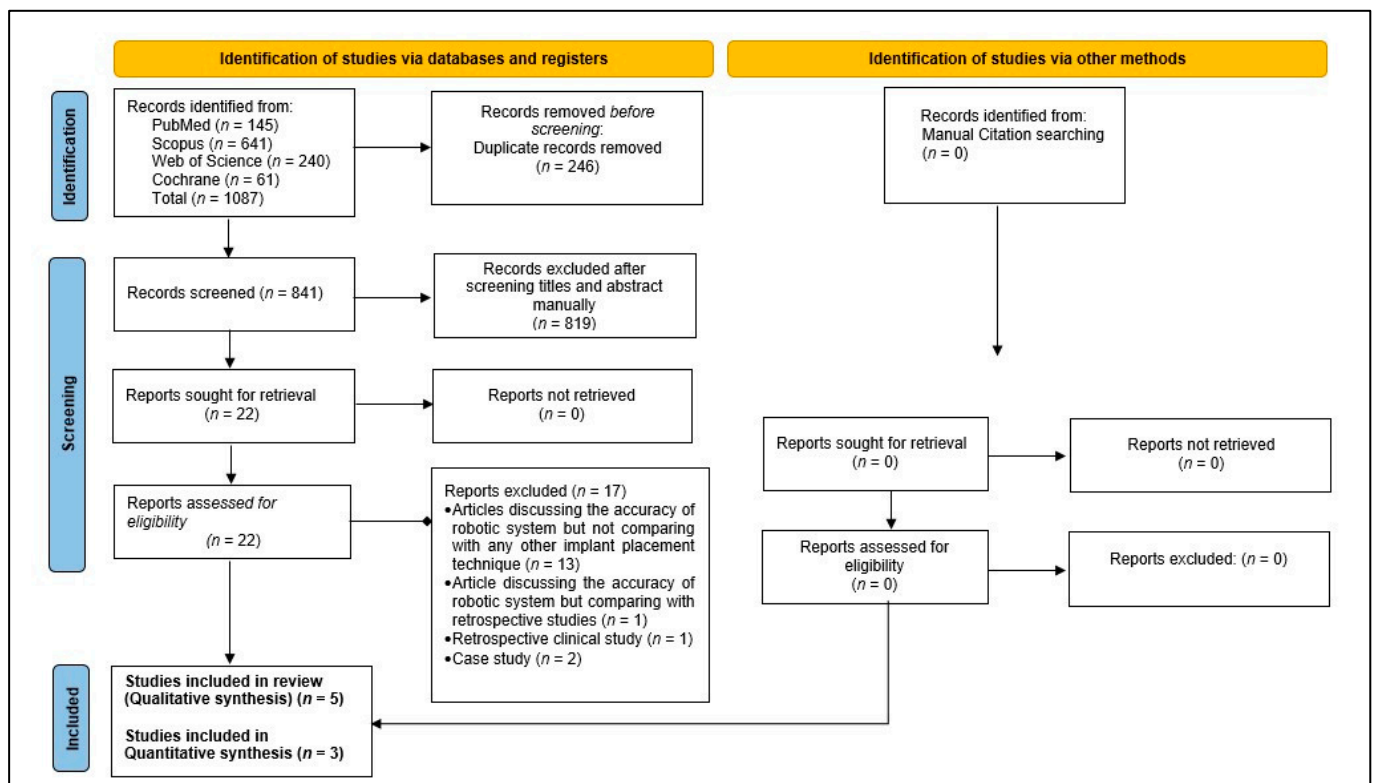 Identification of studies via databases and registers
Identification of studies via other methods
Identification
Records identified from:
PubMed (n = 145)
Scopus (n = 641)
Web of Science (n = 240)
Cochrane (n = 61)
Total (n = 1087)
Records removed before
screening:
Duplicate records removed
(n = 246)
Records identified from:
Manual Citation searching
(n = 0)
Screening
Records screened (n = 841)
Records excluded after
screening titles and abstract
manually
(n = 819)
Reports sought for retrieval
(n = 22)
Reports not retrieved
(n = 0)
Reports sought for retrieval
(n = 0)
Reports not retrieved
(n = 0)
Reports assessed for
eligibility
(n = 22)
Reports excluded (n = 17)
•Articles discussing the accuracy of
robotic system but not comparing
with any other implant placement
technique (n = 13)
•Article discussing the accuracy of
robotic system but comparing with
retrospective studies (n = 1)
•Retrospective clinical study (n = 1)
•Case study (n = 2)
Reports assessed for
eligibility
(n = 0)
Reports excluded: (n = 0)
Included
Studies included in review
(Qualitative synthesis) (n = 5)
Studies included in
Quantitative synthesis (n = 3)